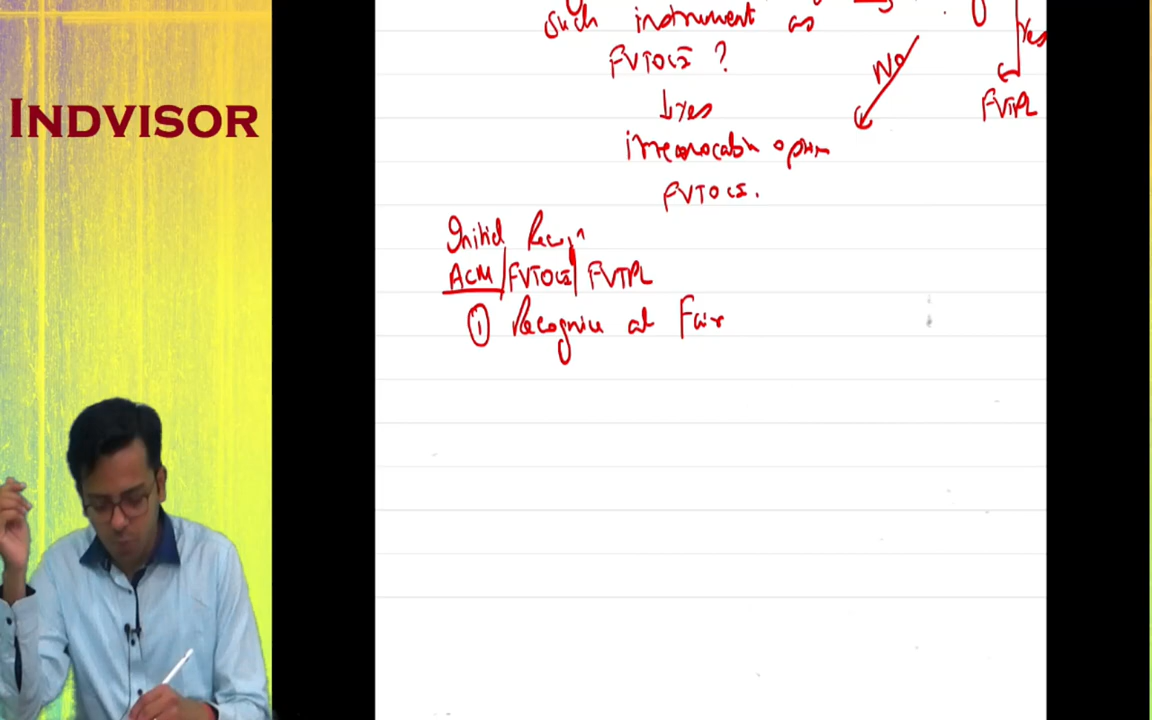 INDVISOR
Such instrument as
FVTOCI ?
Yes
No
Yes
FVTPL
irrevocable option
FVTOCI.
Initial Recog
ACM / FVTOCI / FVTPL
① Recognise at Fair